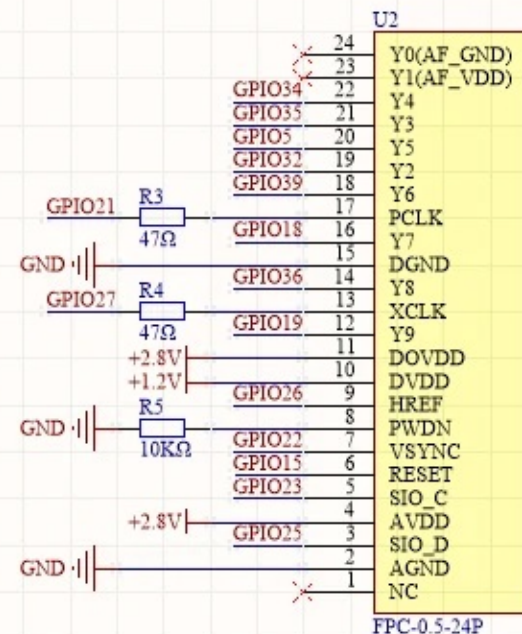 U2
24 Y0(AF_GND)
23 Y1(AF_VDD)
GPIO34 22 Y4
GPIO35 21 Y3
GPIO5 20 Y5
GPIO32 19 Y2
GPIO39 18 Y6
GPIO21 R3 47Ω 17 PCLK
GPIO18 16 Y7
GND 15 DGND
GPIO36 14 Y8
GPIO27 R4 47Ω 13 XCLK
GPIO19 12 Y9
+2.8V 11 DOVDD
+1.2V 10 DVDD
GPIO26 9 HREF
GND R5 10KΩ 8 PWDN
GPIO22 7 VSYNC
GPIO15 6 RESET
GPIO23 5 SIO_C
+2.8V 4 AVDD
GPIO25 3 SIO_D
GND 2 AGND
1 NC
FPC-0.5-24P